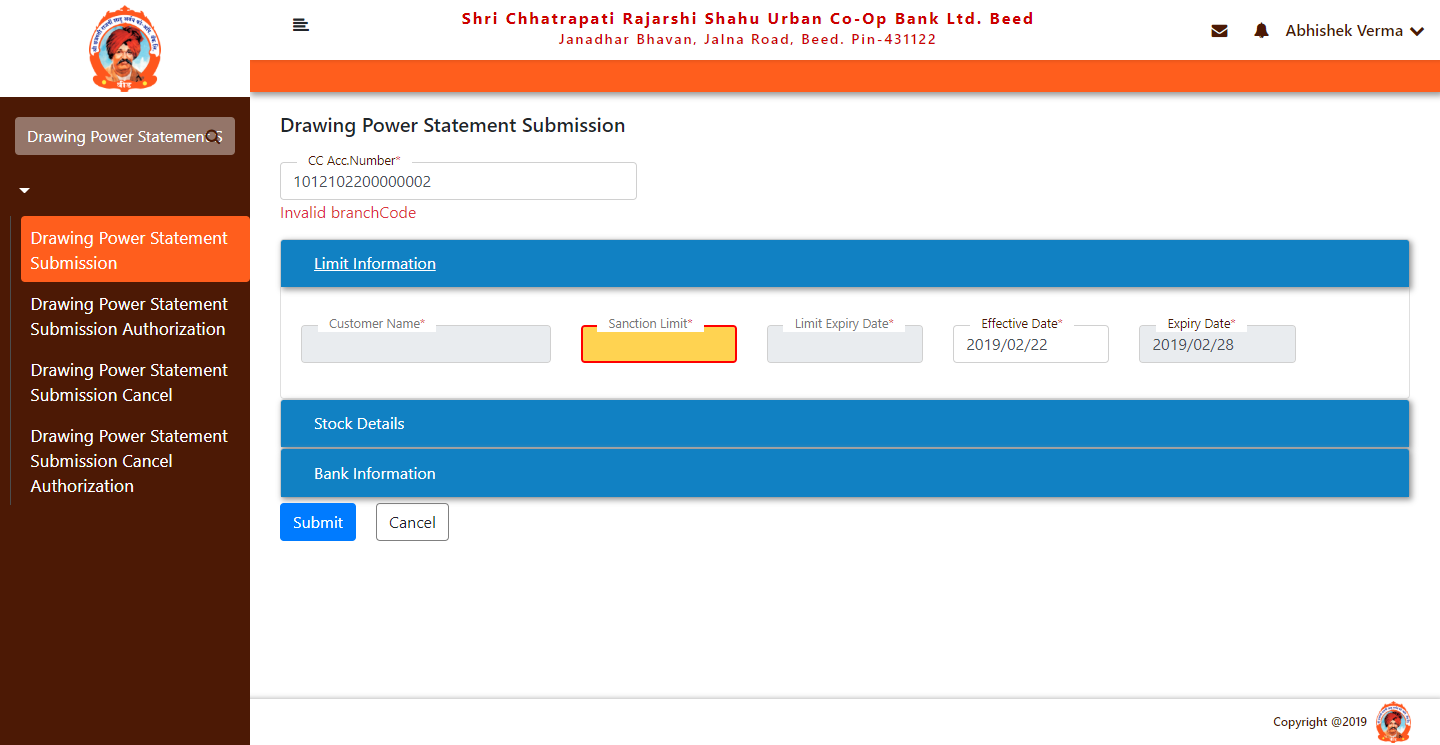 Shri Chhatrapati Rajarshi Shahu Urban Co-Op Bank Ltd. Beed
Janadhar Bhavan, Jalna Road, Beed. Pin-431122
Abhishek Verma
Drawing Power Statement S
Drawing Power Statement
Submission
Drawing Power Statement
Submission Authorization
Drawing Power Statement
Submission Cancel
Drawing Power Statement
Submission Cancel
Authorization
Drawing Power Statement Submission
CC Acc.Number*
1012102200000002
Invalid branchCode
Limit Information
Customer Name*
Sanction Limit*
Limit Expiry Date*
Effective Date*
Expiry Date*
2019/02/22
2019/02/28
Stock Details
Bank Information
Submit
Cancel
Copyright @2019